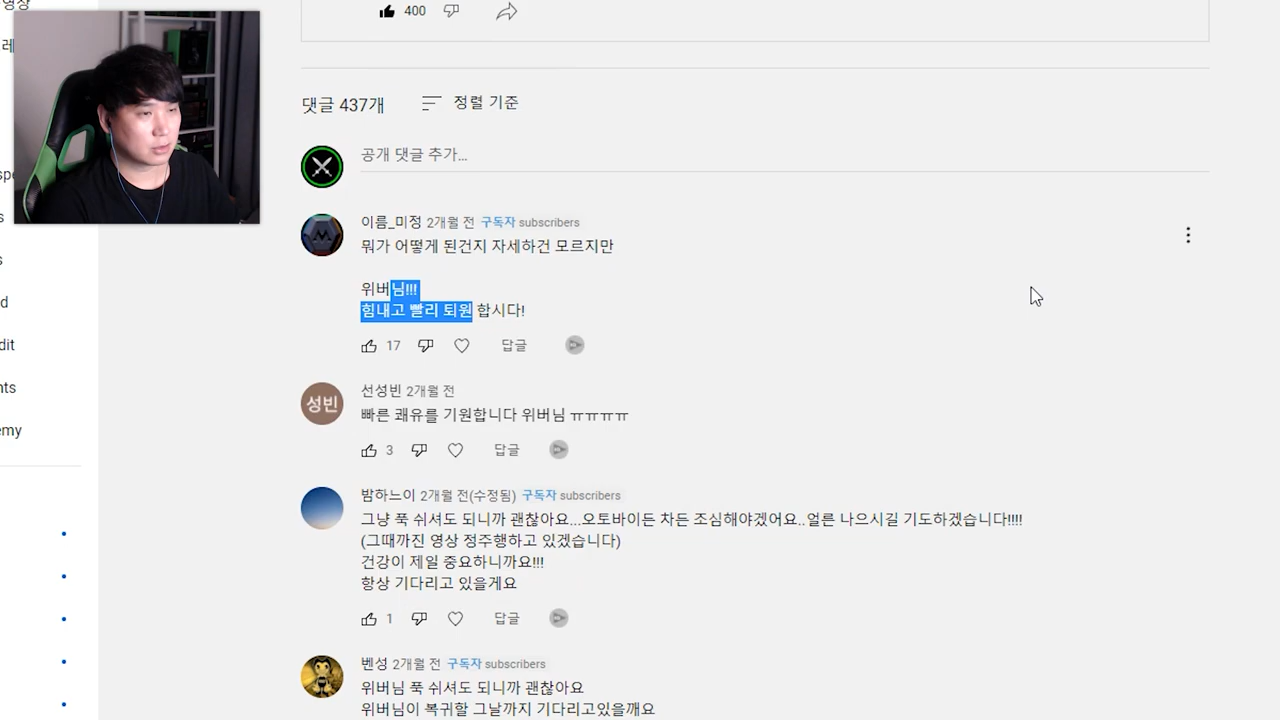 영상
400
레
댓글 437개
정렬 기준
공개 댓글 추가...
spe
s
이름_미정 2개월 전 구독자 subscribers
뭐가 어떻게 된건지 자세하건 모르지만
s
위버님!!!
d
힘내고 빨리 퇴원 합시다!
dit
17
답글
nts
선성빈 2개월 전
성빈
빠른 쾌유를 기원합니다 위버님 ㅠㅠㅠㅠ
emy
3
답글
밤하느이 2개월 전(수정됨) 구독자 subscribers
그냥 푹 쉬셔도 되니까 괜찮아요...오토바이든 차든 조심해야겠어요..얼른 나으시길 기도하겠습니다!!!!
(그때까진 영상 정주행하고 있겠습니다)
건강이 제일 중요하니까요!!!
항상 기다리고 있을게요
1
답글
벤성 2개월 전 구독자 subscribers
위버님 푹 쉬셔도 되니까 괜찮아요
위버님이 복귀할 그날까지 기다리고있을깨요